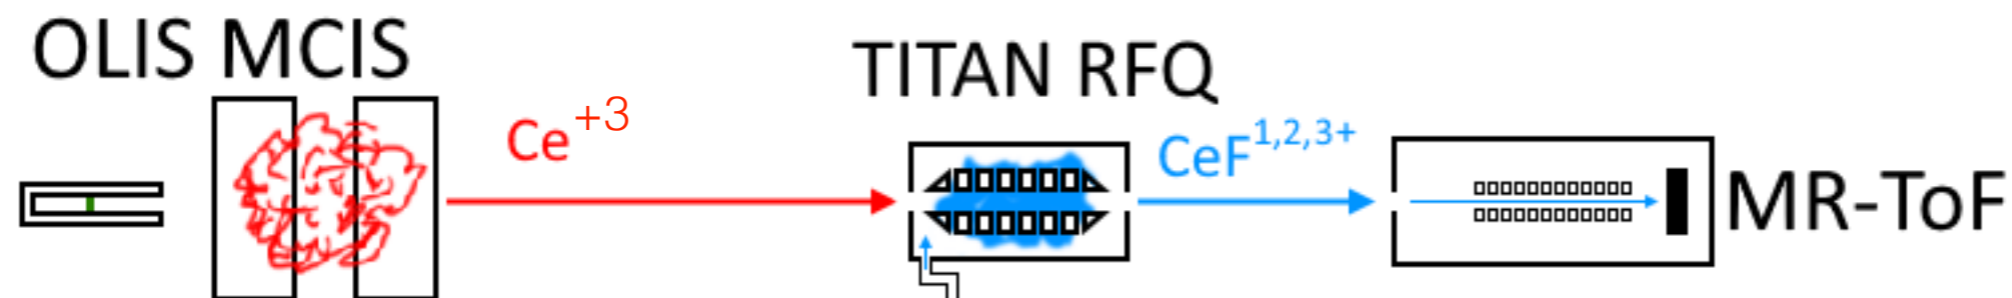 OLIS MCIS
Ce+3
TITAN RFQ
CeF1,2,3+
MR-ToF